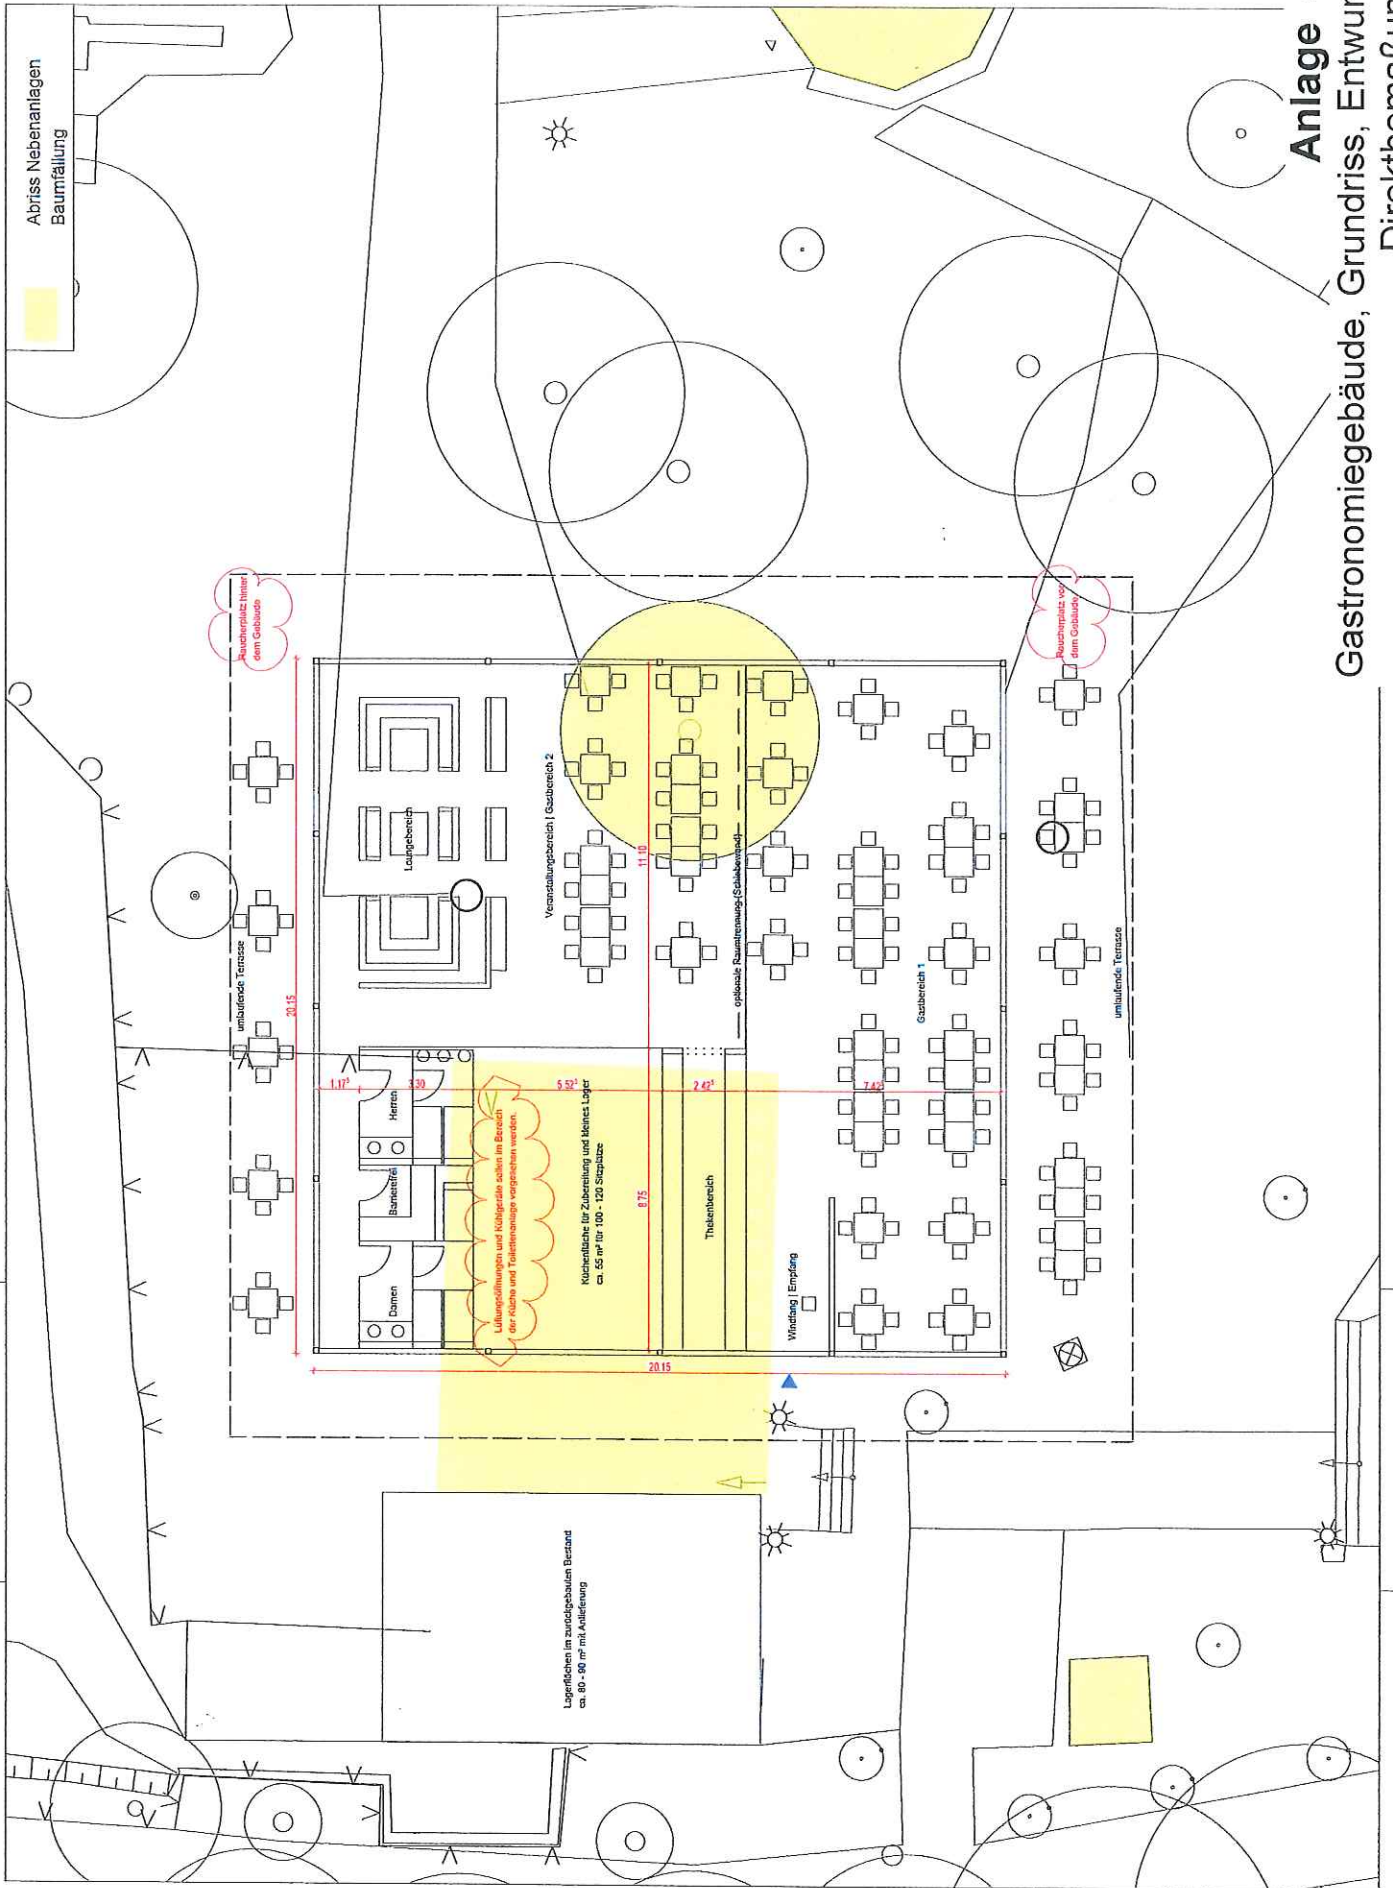 Abriss Nebenanlagen
Baumfällung
Anlage
Gastronomiegebäude, Grundriss, Entwur
Raucherplatz hinter
dem Gebäude
umlaufende Terrasse
20.15
Loungebereich
Veranstaltungsbereich | Gastbereich 2
11.10
optionale Raumtrennung (Schiebewand)
Gastbereich 1
Raucherplatz vor
dem Gebäude
umlaufende Terrasse
1.17⁵
3.30
5.52⁵
2.42⁵
7.42⁵
Herren
Barrierefrei
Damen
Lüftungsöffnungen und Kühlgeräte sollen im Bereich
der Küche und Toilettenanlage vorgesehen werden.
Küchenfläche für Zubereitung und kleines Lager
ca. 55 m² für 100 - 120 Sitzplätze
8.75
Thekenbereich
Windfang | Empfang
20.15
Lagerflächen im zurückgebauten Bestand
ca. 80 - 90 m² mit Anlieferung